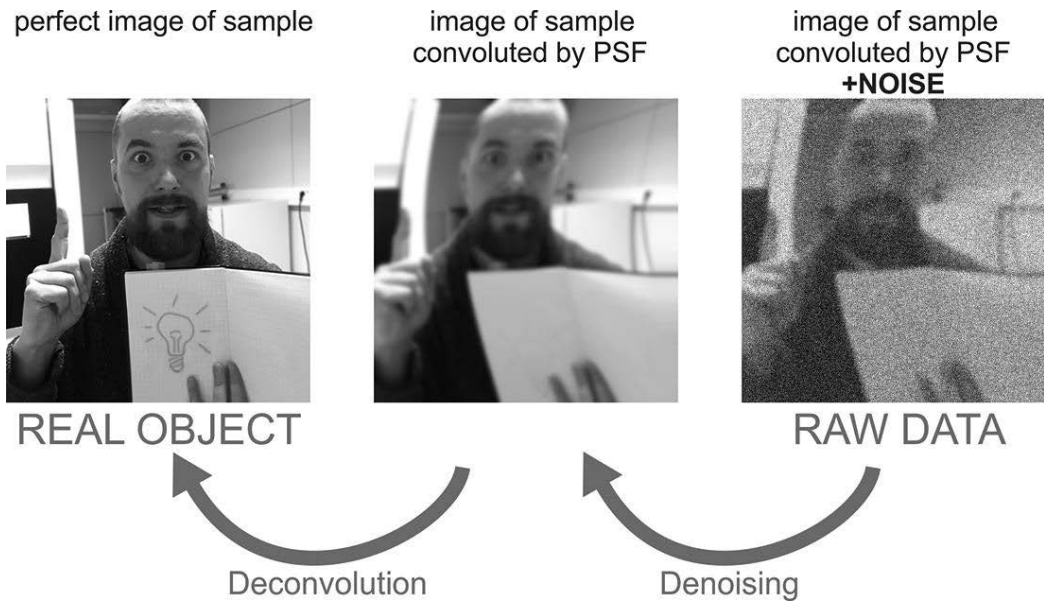 perfect image of sample
image of sample
convoluted by PSF
image of sample
convoluted by PSF
+NOISE
REAL OBJECT
RAW DATA
Deconvolution
Denoising